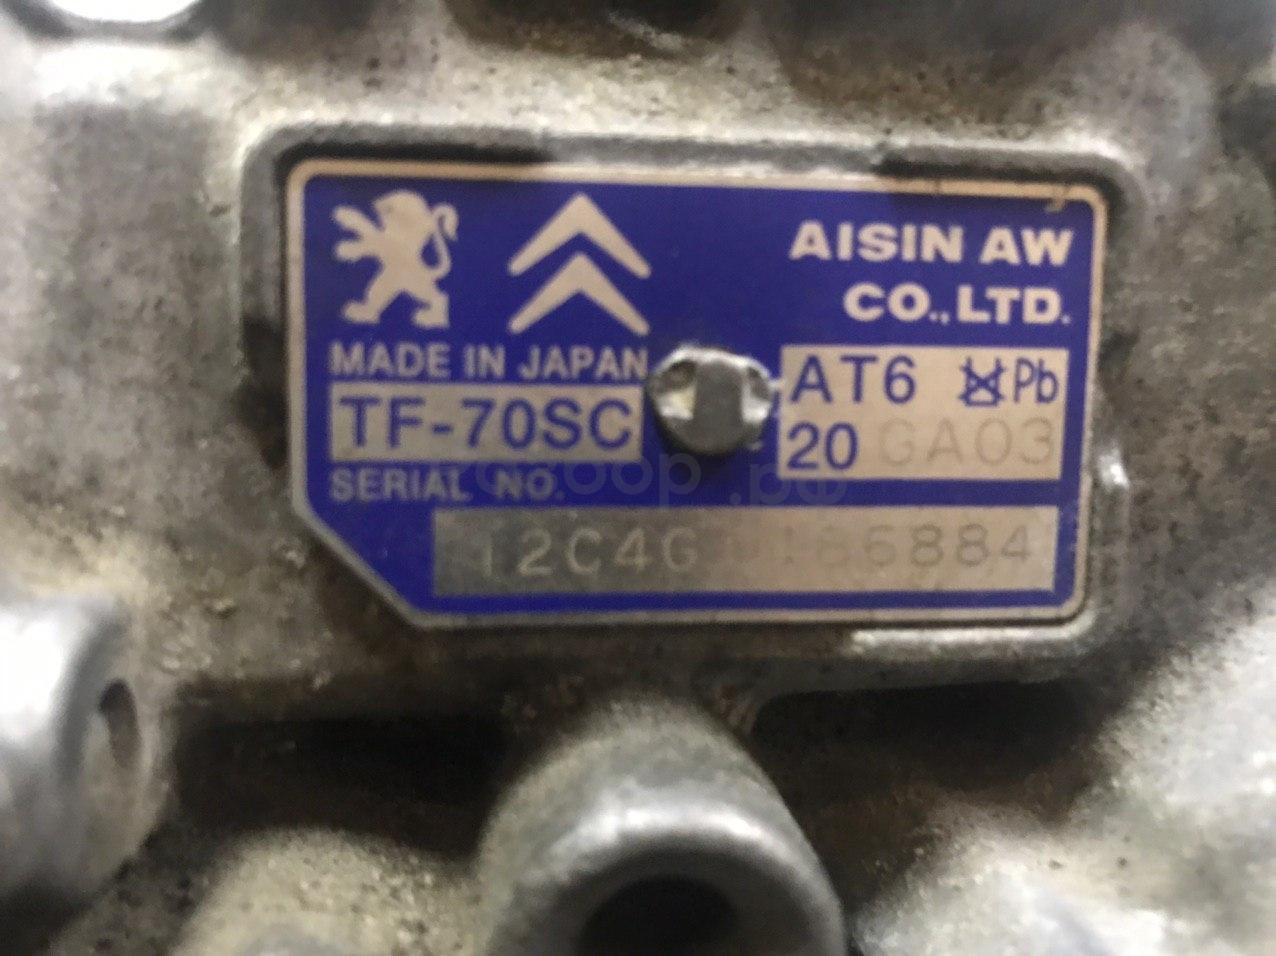 AISIN AW
CO., LTD.
MADE IN JAPAN
TF-70SC
AT6 Pb
20 GA03
SERIAL NO.